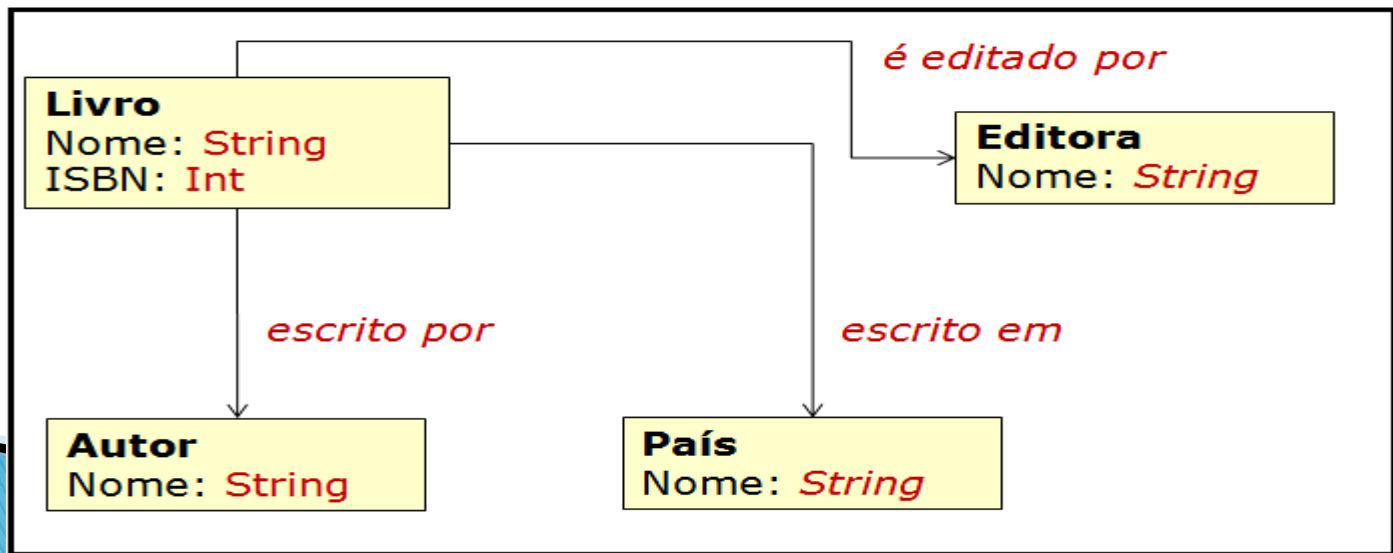 é editado por
Livro
Nome: String
ISBN: Int
Editora
Nome: String
escrito por
escrito em
Autor
Nome: String
País
Nome: String